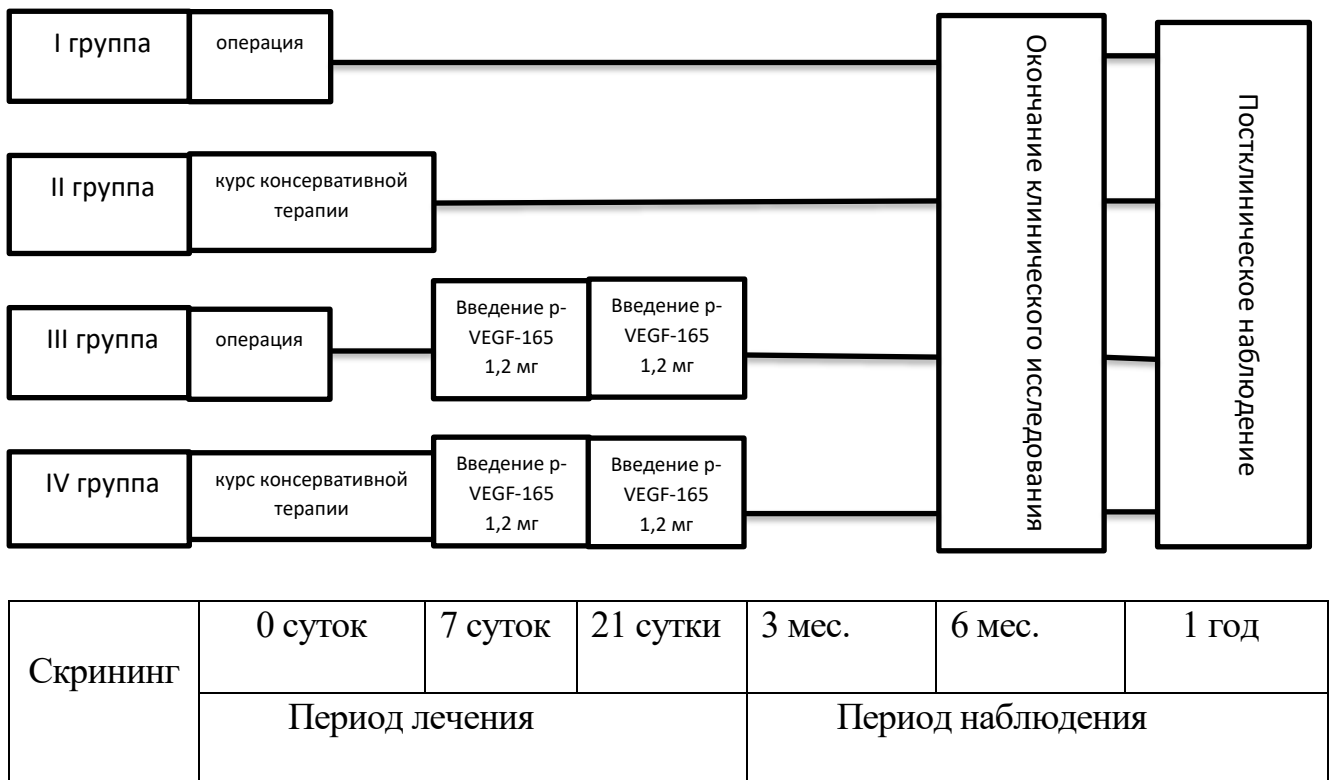 I группа
операция
II группа
курс консервативной
терапии
III группа
операция
Введение р-
VEGF-165
1,2 мг
Введение р-
VEGF-165
1,2 мг
IV группа
курс консервативной
терапии
Введение р-
VEGF-165
1,2 мг
Введение р-
VEGF-165
1,2 мг
Окончание клинического исследования
Постклиническое наблюдение
Скрининг
0 суток
7 суток
21 сутки
3 мес.
6 мес.
1 год
Период лечения
Период наблюдения